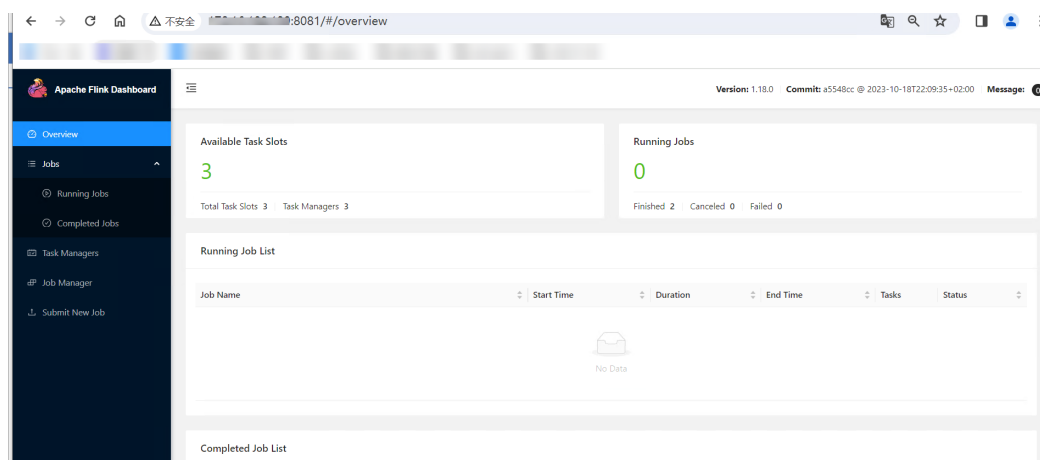 不安全 :8081/#/overview
Apache Flink Dashboard
Version: 1.18.0 Commit: a5548cc @ 2023-10-18T22:09:35+02:00 Message: 0
Overview
Jobs
Running Jobs
Completed Jobs
Task Managers
Job Manager
Submit New Job
Available Task Slots
3
Total Task Slots 3 Task Managers 3
Running Jobs
0
Finished 2 Canceled 0 Failed 0
Running Job List
Job Name Start Time Duration End Time Tasks Status
No Data
Completed Job List